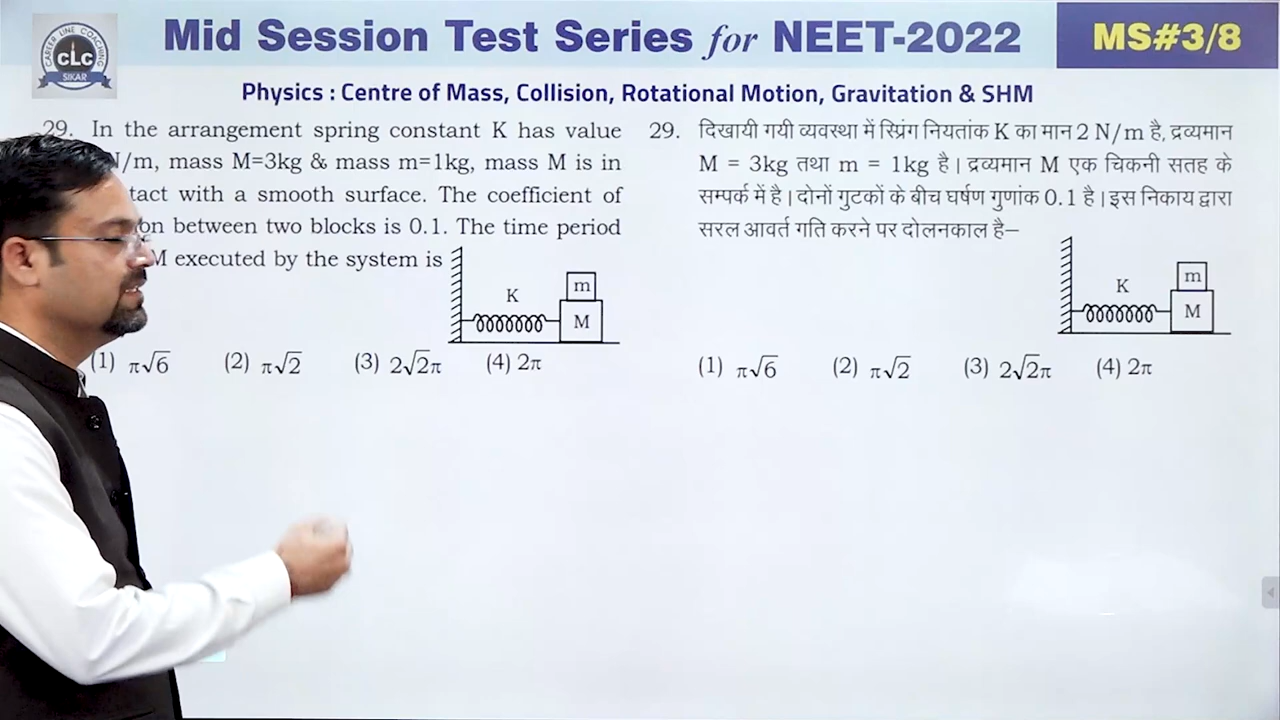 CAREER LINE COACHING
CLC
SIKAR
Mid Session Test Series for NEET-2022
MS#3/8
Physics : Centre of Mass, Collision, Rotational Motion, Gravitation & SHM
29. In the arrangement spring constant K has value
N/m, mass M=3kg & mass m=1kg, mass M is in
tact with a smooth surface. The coefficient of
on between two blocks is 0.1. The time period
M executed by the system is
K
m
M
(1) π√6 (2) π√2 (3) 2√2π (4) 2π
29. दिखायी गयी व्यवस्था में स्प्रिंग नियतांक K का मान 2 N/m है, द्रव्यमान
M = 3kg तथा m = 1kg है। द्रव्यमान M एक चिकनी सतह के
सम्पर्क में है। दोनों गुटकों के बीच घर्षण गुणांक 0.1 है। इस निकाय द्वारा
सरल आवर्त गति करने पर दोलनकाल है–
K
m
M
(1) π√6 (2) π√2 (3) 2√2π (4) 2π